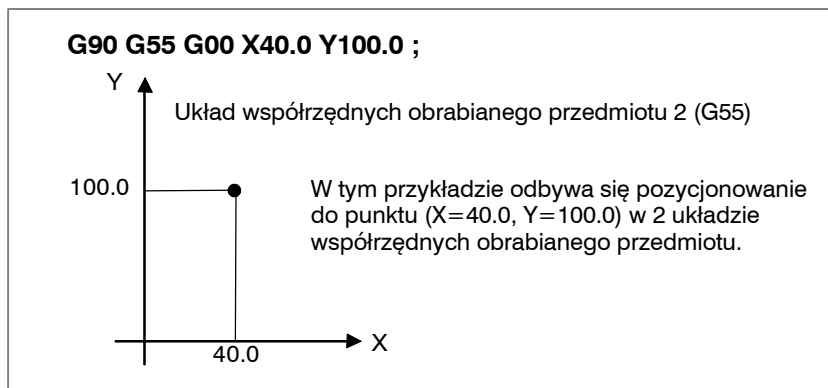 G90 G55 G00 X40.0 Y100.0 ;
Y
Układ współrzędnych obrabianego przedmiotu 2 (G55)
100.0
W tym przykładzie odbywa się pozycjonowanie
do punktu (X=40.0, Y=100.0) w 2 układzie
współrzędnych obrabianego przedmiotu.
X
40.0